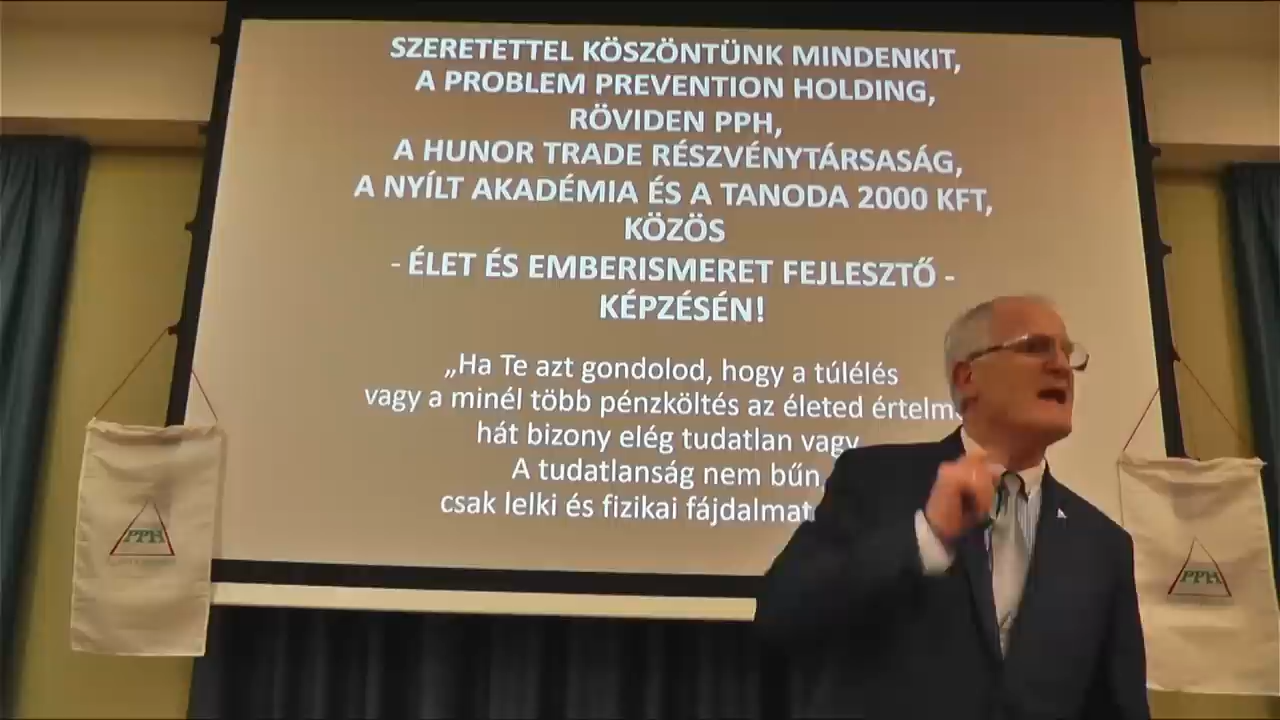 SZERETETTEL KÖSZÖNTÜNK MINDENKIT,
A PROBLEM PREVENTION HOLDING,
RÖVIDEN PPH,
A HUNOR TRADE RÉSZVÉNYTÁRSASÁG,
A NYÍLT AKADÉMIA ÉS A TANODA 2000 KFT,
KÖZÖS
- ÉLET ÉS EMBERISMERET FEJLESZTŐ -
KÉPZÉSÉN!
„Ha Te azt gondolod, hogy a túlélés
vagy a minél több pénzköltés az életed
hát bizony elég tudatlan vagy
A tudatlanság nem bűn
csak lelki és fizikai
PPH
PPH